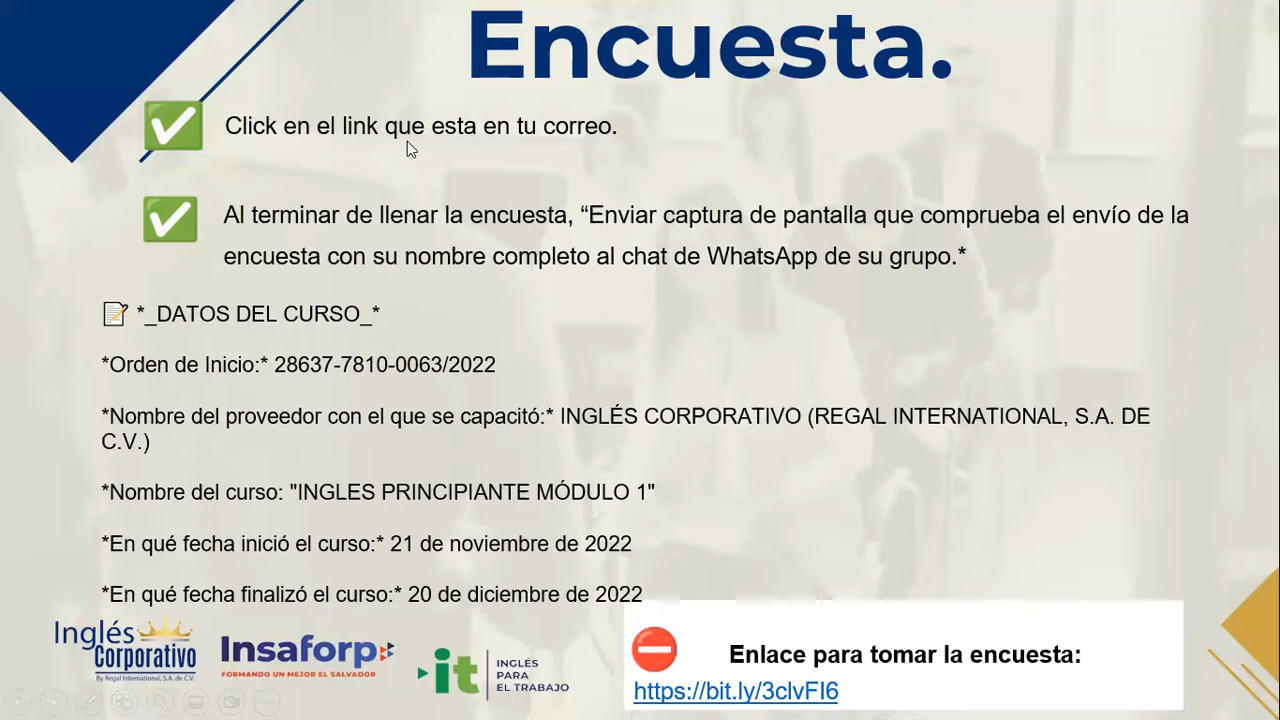 Encuesta.
Click en el link que esta en tu correo.
Al terminar de llenar la encuesta, “Enviar captura de pantalla que comprueba el envío de la
encuesta con su nombre completo al chat de WhatsApp de su grupo.*
*_DATOS DEL CURSO_*
*Orden de Inicio:* 28637-7810-0063/2022
*Nombre del proveedor con el que se capacitó:* INGLÉS CORPORATIVO (REGAL INTERNATIONAL, S.A. DE
C.V.)
*Nombre del curso: "INGLES PRINCIPIANTE MÓDULO 1"
*En qué fecha inició el curso:* 21 de noviembre de 2022
*En qué fecha finalizó el curso:* 20 de diciembre de 2022
Inglés
Corporativo
By Regal International, S.A. de C.V.
Insaforp
FORMANDO UN MEJOR EL SALVADOR
it
INGLÉS
PARA
EL TRABAJO
Enlace para tomar la encuesta:
https://bit.ly/3clvFI6